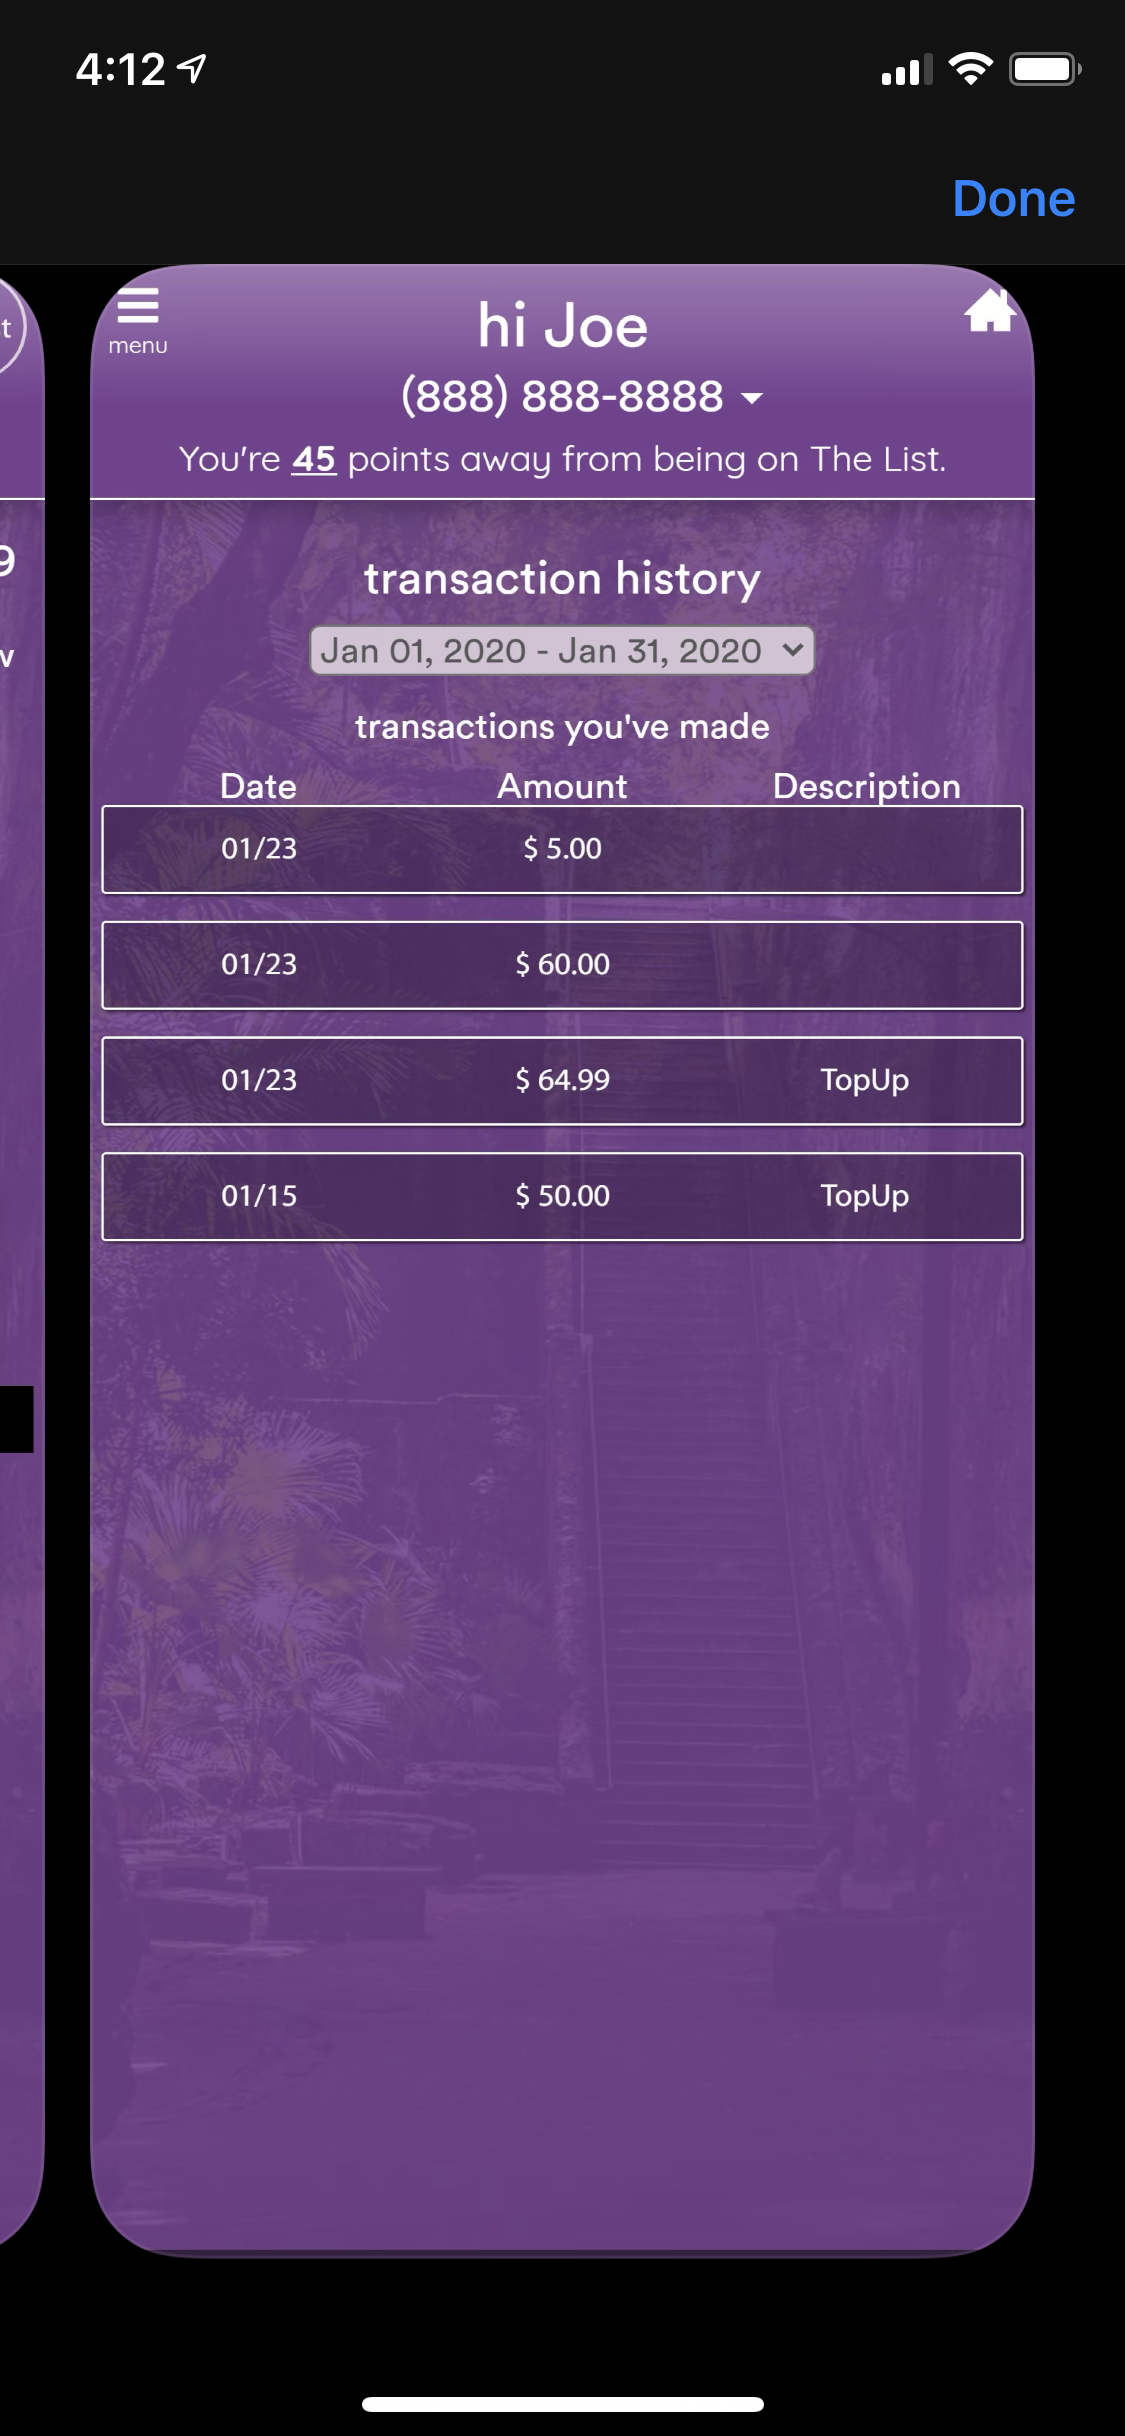 4:12
Done
t
9
menu
hi Joe
(888) 888-8888
You're 45 points away from being on The List.
transaction history
Jan 01, 2020 - Jan 31, 2020
transactions you've made
Date Amount Description
01/23 $ 5.00
01/23 $ 60.00
01/23 $ 64.99 TopUp
01/15 $ 50.00 TopUp